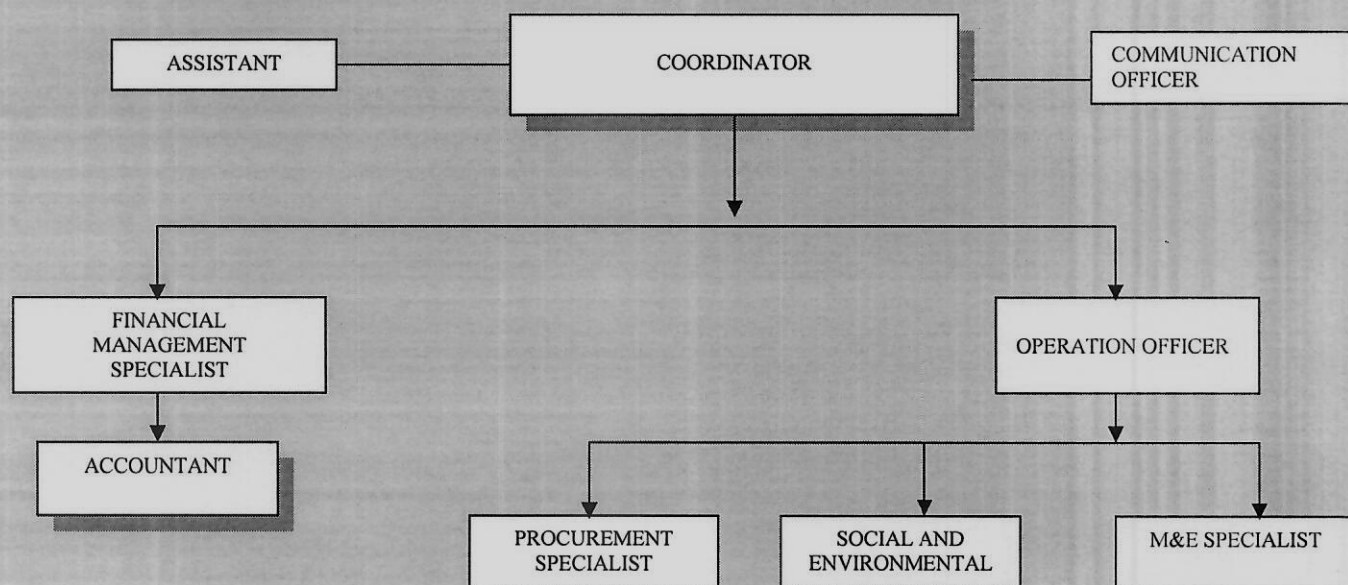 ASSISTANT
COORDINATOR
COMMUNICATION
OFFICER
FINANCIAL
MANAGEMENT
SPECIALIST
OPERATION OFFICER
ACCOUNTANT
PROCUREMENT
SPECIALIST
SOCIAL AND
ENVIRONMENTAL
M&E SPECIALIST